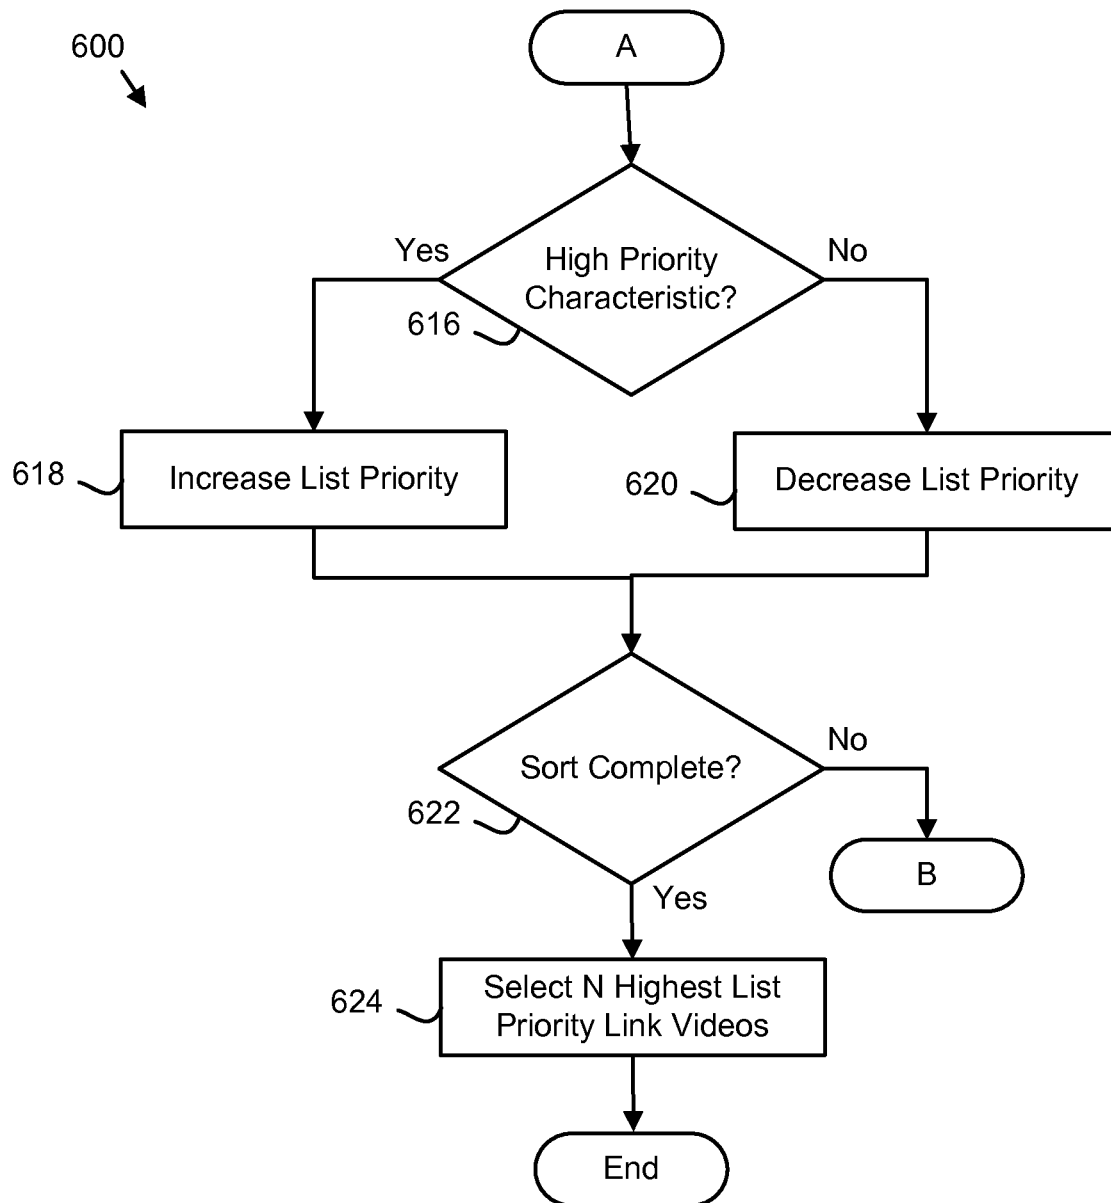 600
A
Yes
High Priority
Characteristic?
No
616
618
Increase List Priority
620
Decrease List Priority
Sort Complete?
No
622
B
Yes
624
Select N Highest List
Priority Link Videos
End